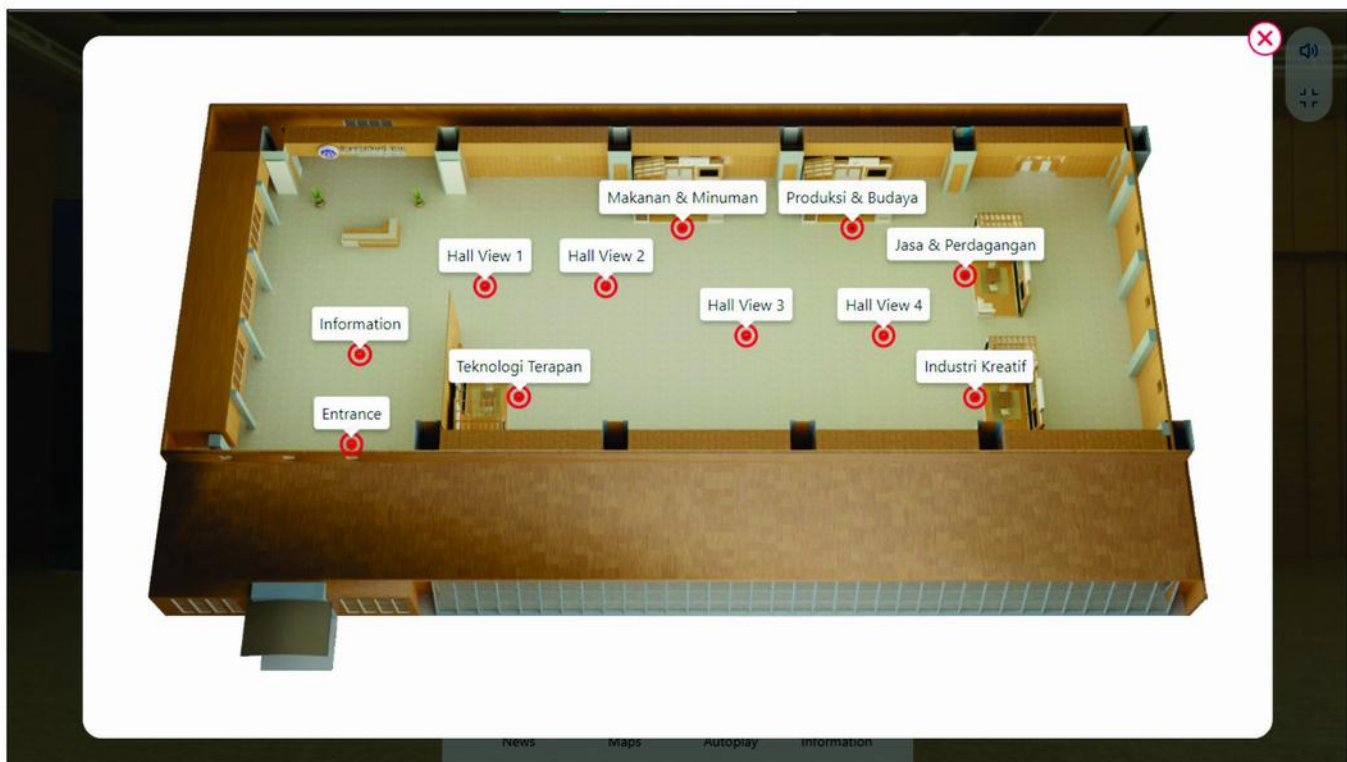 Makanan & Minuman
Produksi & Budaya
Jasa & Perdagangan
Hall View 1
Hall View 2
Hall View 3
Hall View 4
Information
Teknologi Terapan
Industri Kreatif
Entrance
News
Maps
Autoplay
Information